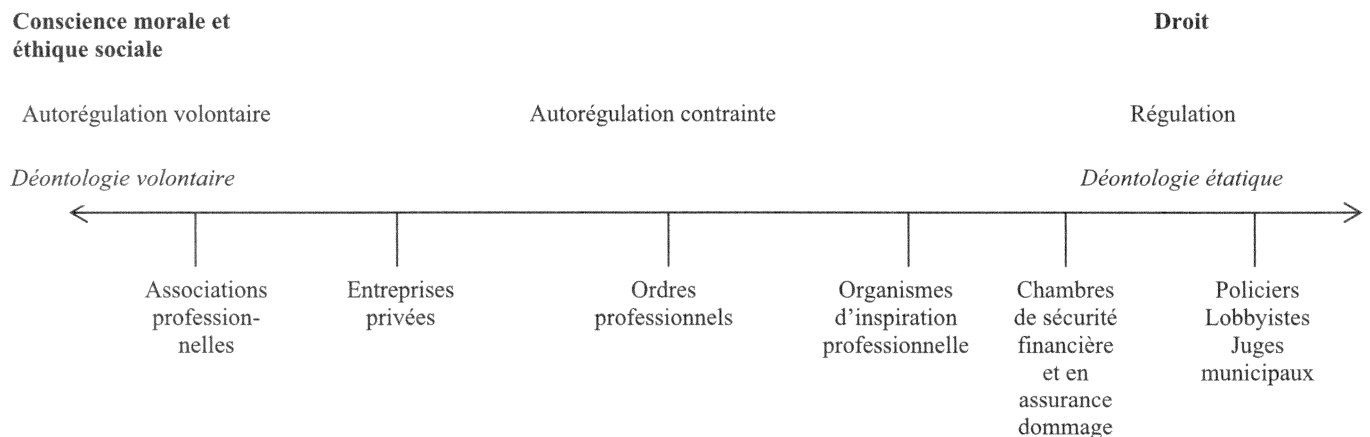 Conscience morale et
éthique sociale
Droit
Autorégulation volontaire
Autorégulation contrainte
Régulation
Déontologie volontaire
Déontologie étatique
Associations
profession-
nelles
Entreprises
privées
Ordres
professionnels
Organismes
d'inspiration
professionnelle
Chambres
de sécurité
financière
et en
assurance
dommage
Policiers
Lobbyistes
Juges
municipaux